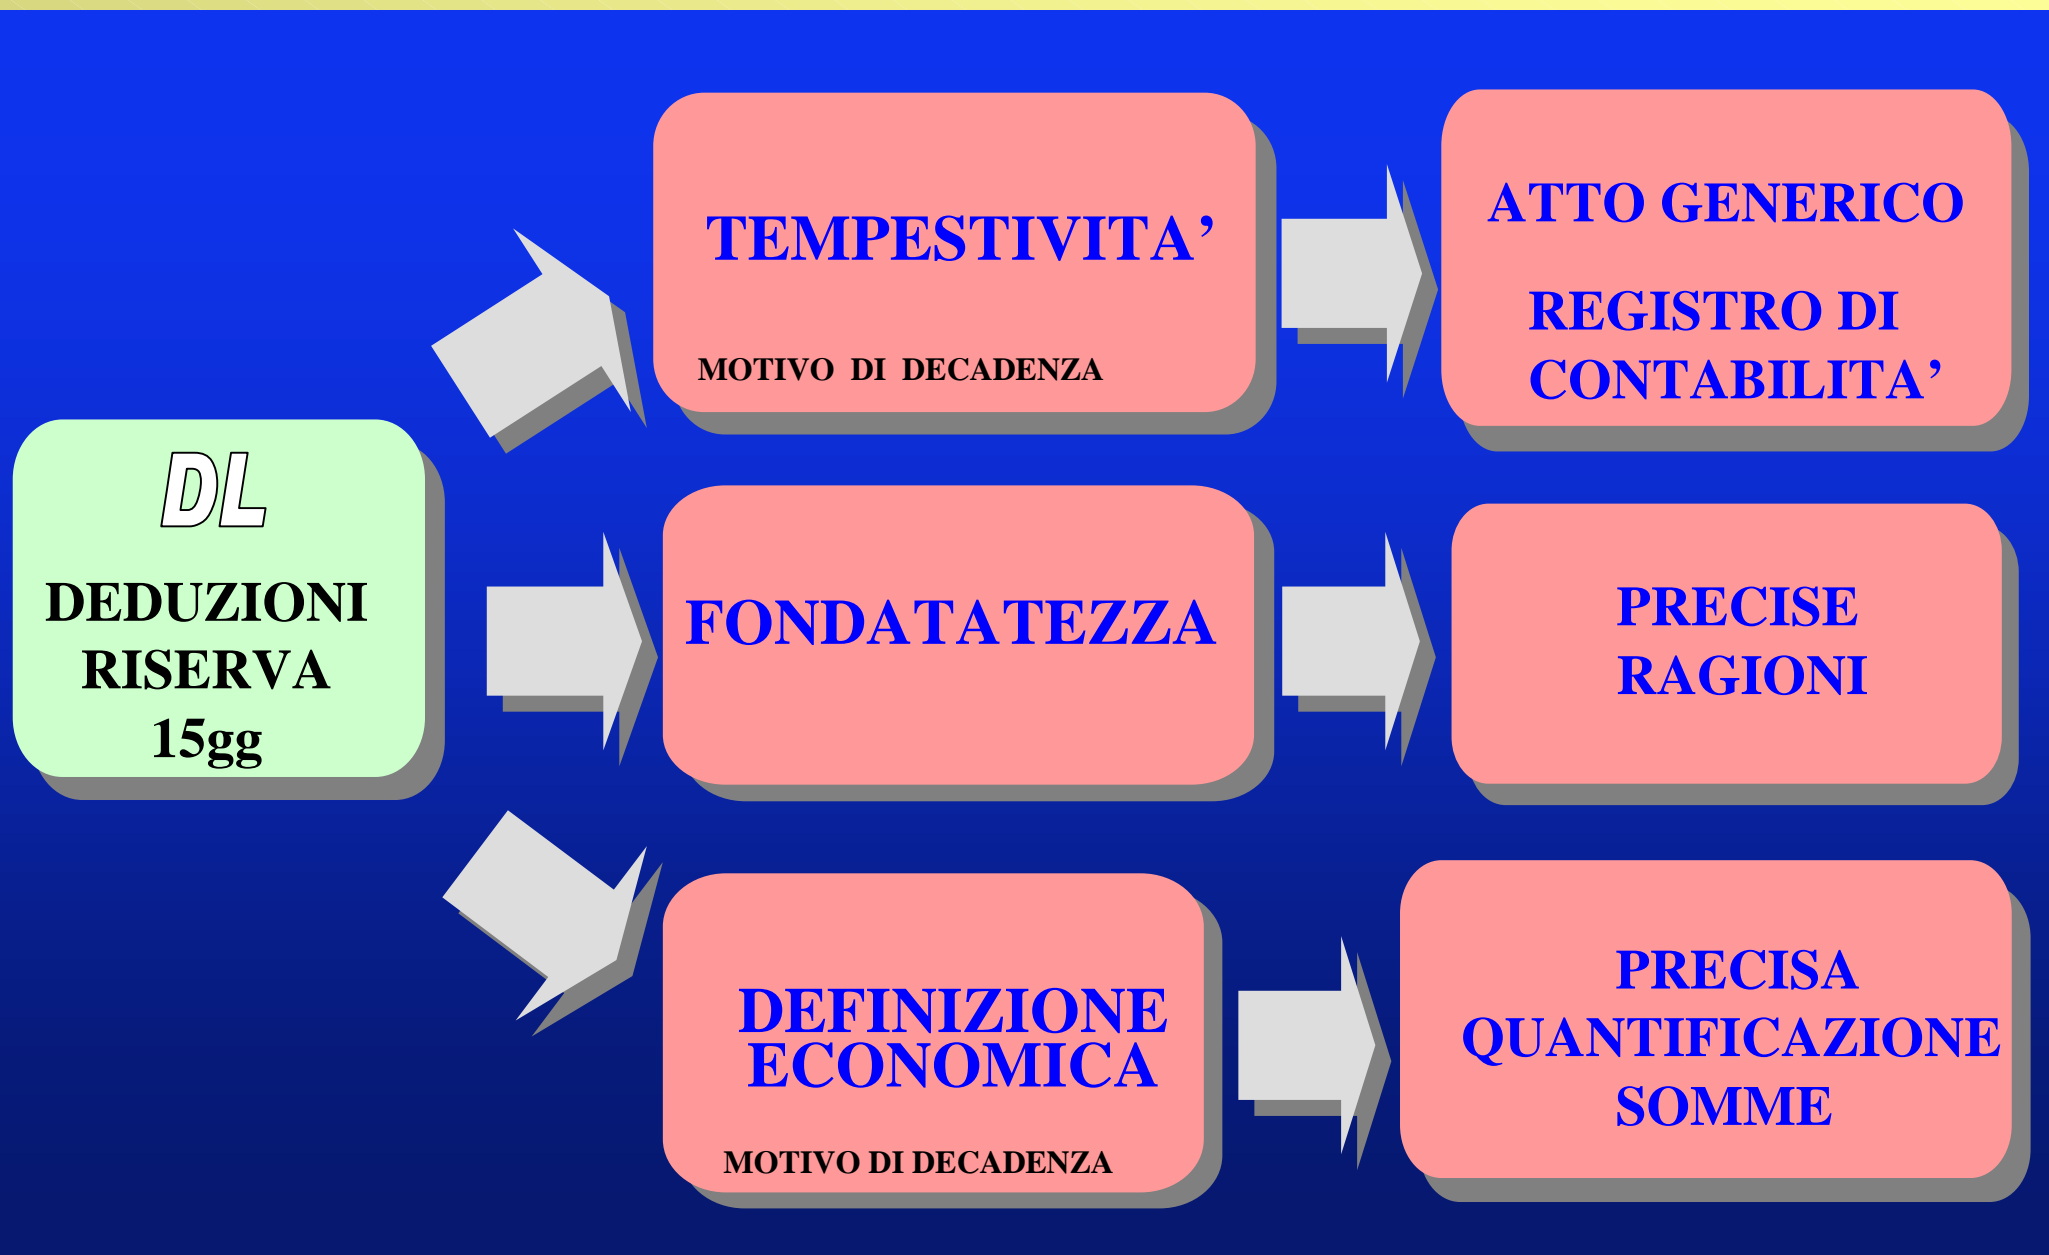 DL
DEDUZIONI
RISERVA
15gg
TEMPESTIVITA’
MOTIVO DI DECADENZA
ATTO GENERICO
REGISTRO DI
CONTABILITA’
FONDATATEZZA
PRECISE
RAGIONI
DEFINIZIONE
ECONOMICA
MOTIVO DI DECADENZA
PRECISA
QUANTIFICAZIONE
SOMME